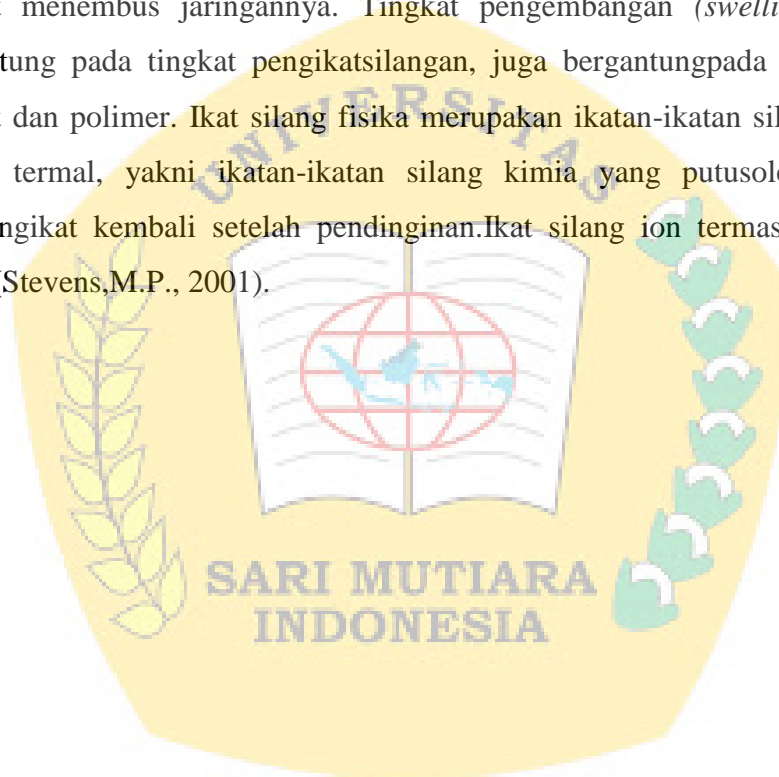 menembus jaringannya. Tingkat pengembangan (swelli
tung pada tingkat pengikatsilangan, juga bergantungpada
dan polimer. Ikat silang fisika merupakan ikatan-ikatan sil
termal, yakni ikatan-ikatan silang kimia yang putusol
ngikat kembali setelah pendinginan.Ikat silang ion termas
(Stevens,M.P., 2001).
UNIVERSITAS
SARI MUTIARA
INDONESIA